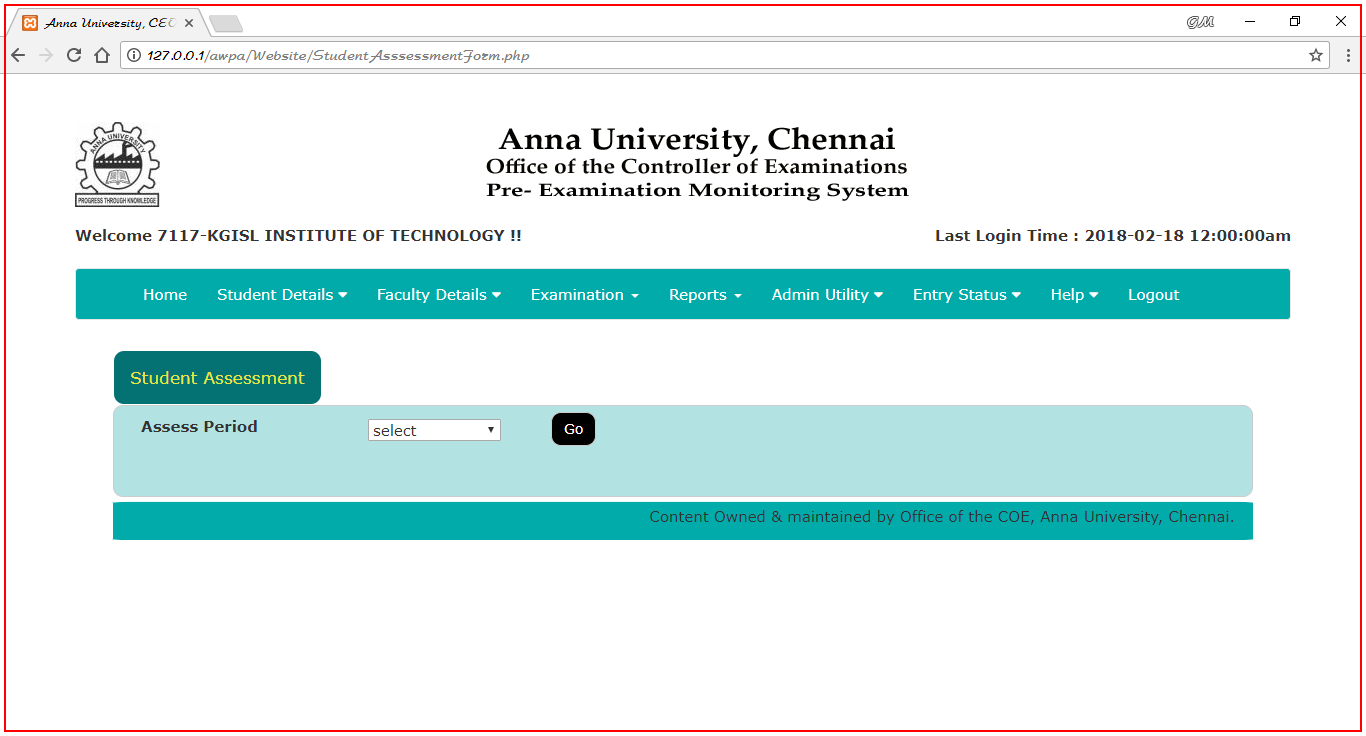 Anna University, CEC
GM
127.0.0.1/awpa/Website/StudentAsssessmentForm.php
ANNA UNIVERSITY
PROGRESS THROUGH KNOWLEDGE
Anna University, Chennai
Office of the Controller of Examinations
Pre- Examination Monitoring System
Welcome 7117-KGISL INSTITUTE OF TECHNOLOGY !! Last Login Time : 2018-02-18 12:00:00am
Home Student Details Faculty Details Examination Reports Admin Utility Entry Status Help Logout
Student Assessment
Assess Period select Go
Content Owned & maintained by Office of the COE, Anna University, Chennai.